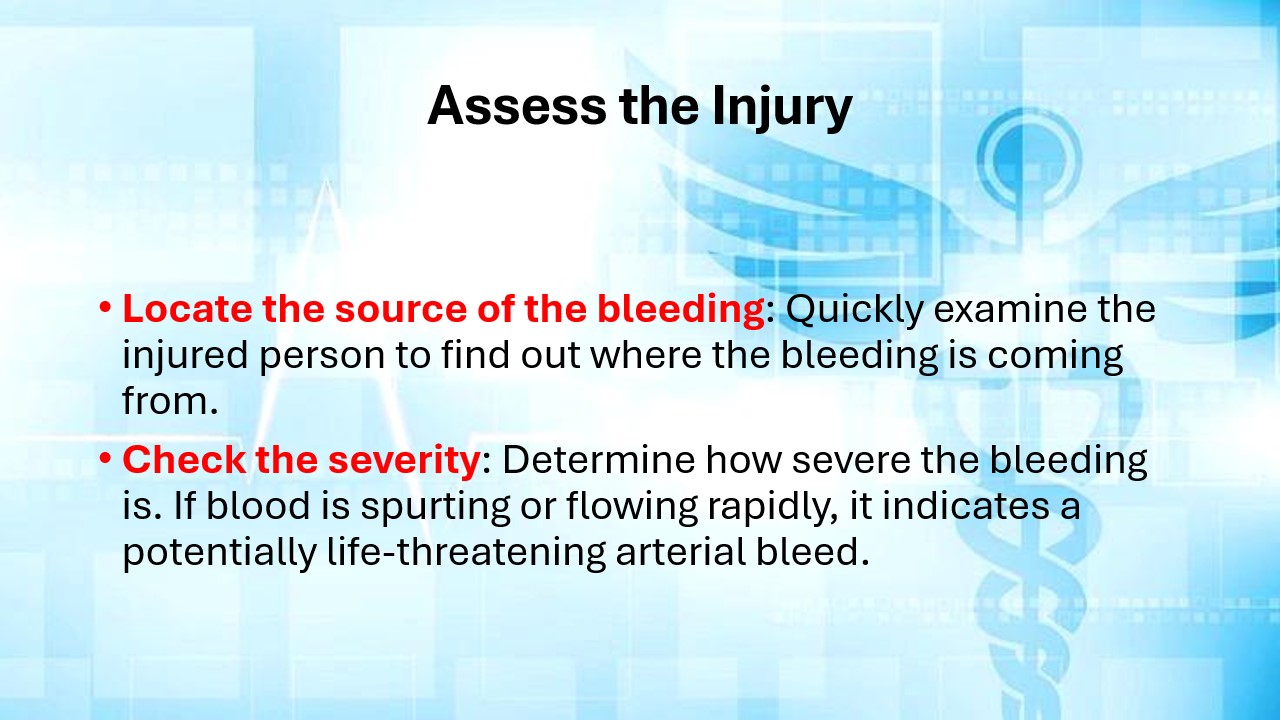 Assess the Injury
• Locate the source of the bleeding: Quickly examine the
injured person to find out where the bleeding is coming
from.
• Check the severity: Determine how severe the bleeding
is. If blood is spurting or flowing rapidly, it indicates a
potentially life-threatening arterial bleed.